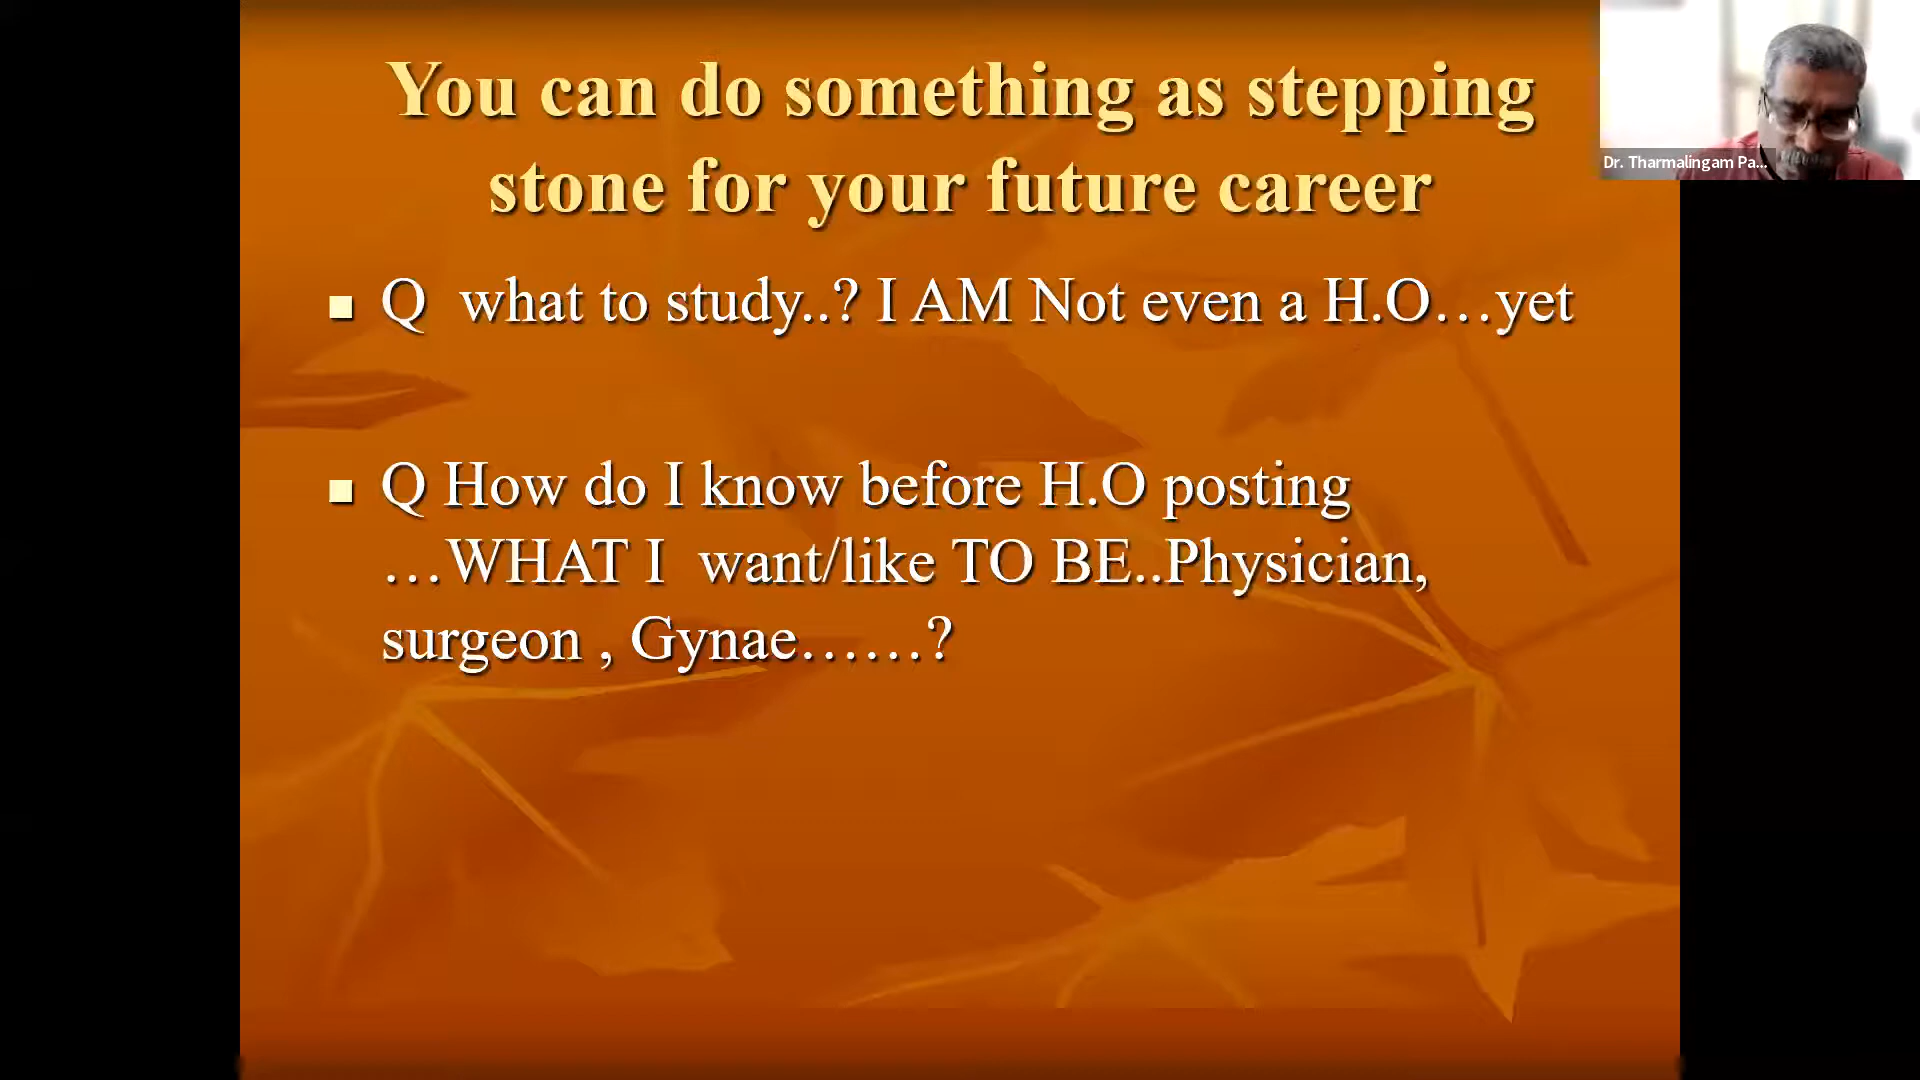 You can do something as stepping
stone for your future career
Q what to study..? I AM Not even a H.O…yet
Q How do I know before H.O posting
…WHAT I want/like TO BE..Physician,
surgeon , Gynae……?
Dr. Tharmalingam Pa...